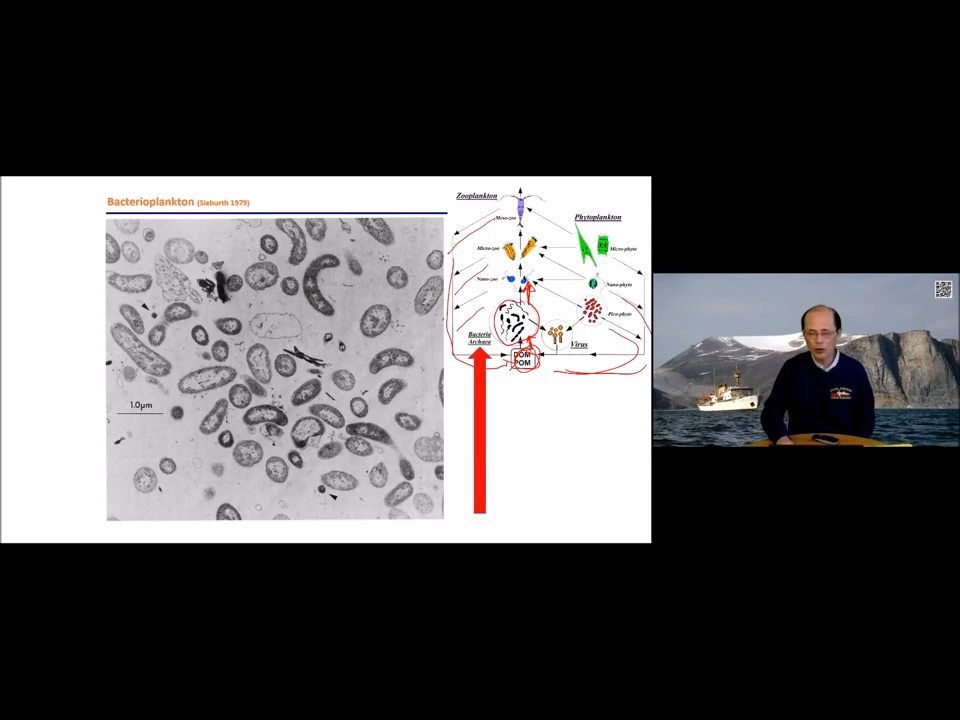 Bacterioplankton (Sieburth 1979)
1.0µm
Zooplankton
Phytoplankton
Meso-zoo
Micro-zoo
Micro-phyto
Nano-zoo
Nano-phyto
Pico-phyto
Bacteria
Archaea
Virus
DOM
POM